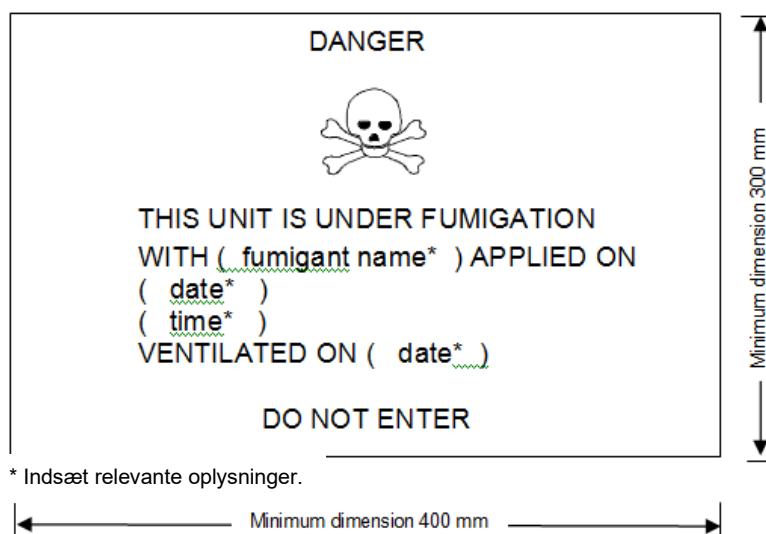 DANGER
THIS UNIT IS UNDER FUMIGATION
WITH ( fumigant name* ) APPLIED ON
( date* )
( time* )
VENTILATED ON ( date* )
DO NOT ENTER
* Indsæt relevante oplysninger.
Minimum dimension 400 mm
Minimum dimension 300 mm